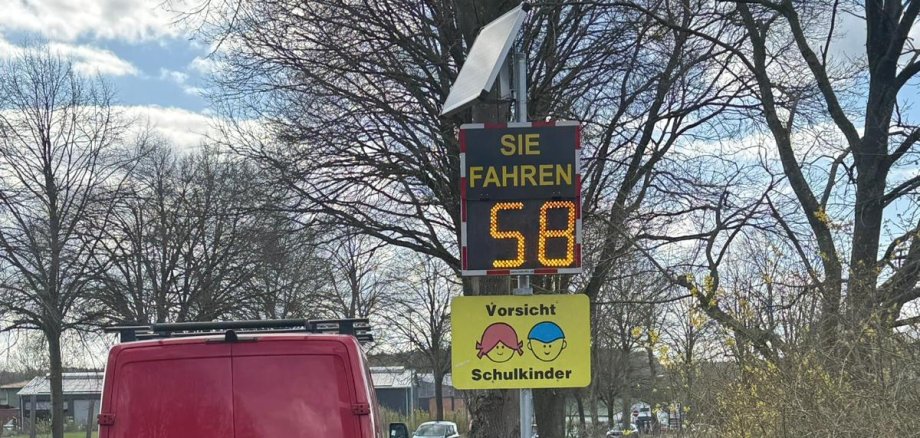 SIE
FAHREN
58
Vorsicht
Schulkinder